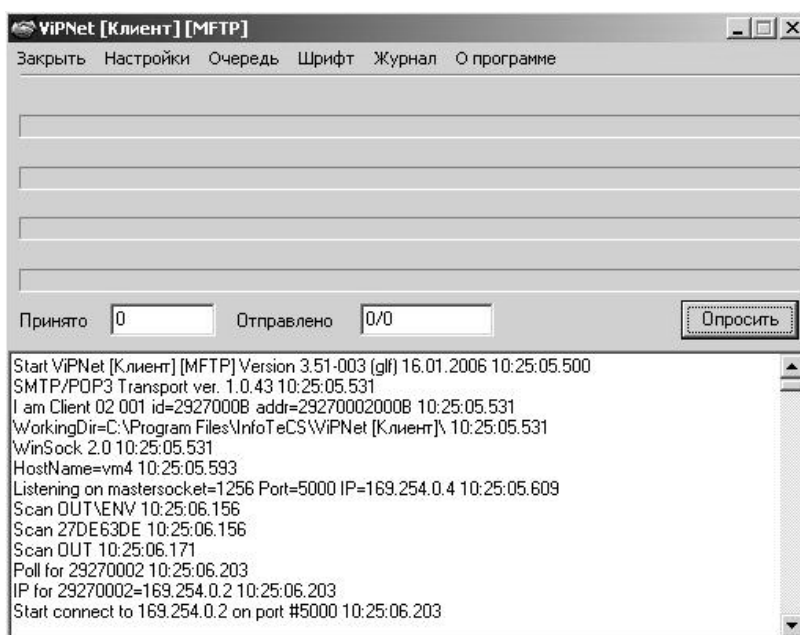 ViPNet [Клиент] [MFTP]
Закрыть Настройки Очередь Шрифт Журнал О программе
Принято 0 Отправлено 0/0 Опросить
Start ViPNet [Клиент] [MFTP] Version 3.51-003 (glf) 16.01.2006 10:25:05.500
SMTP/POP3 Transport ver. 1.0.43 10:25:05.531
I am Client 02 001 id=2927000B addr=29270002000B 10:25:05.531
WorkingDir=C:\Program Files\InfoTeCS\ViPNet [Клиент]\ 10:25:05.531
WinSock 2.0 10:25:05.531
HostName=vm4 10:25:05.593
Listening on mastersocket=1256 Port=5000 IP=169.254.0.4 10:25:05.609
Scan OUT\ENV 10:25:06.156
Scan 27DE63DE 10:25:06.156
Scan OUT 10:25:06.171
Poll for 29270002 10:25:06.203
IP for 29270002=169.254.0.2 10:25:06.203
Start connect to 169.254.0.2 on port #5000 10:25:06.203